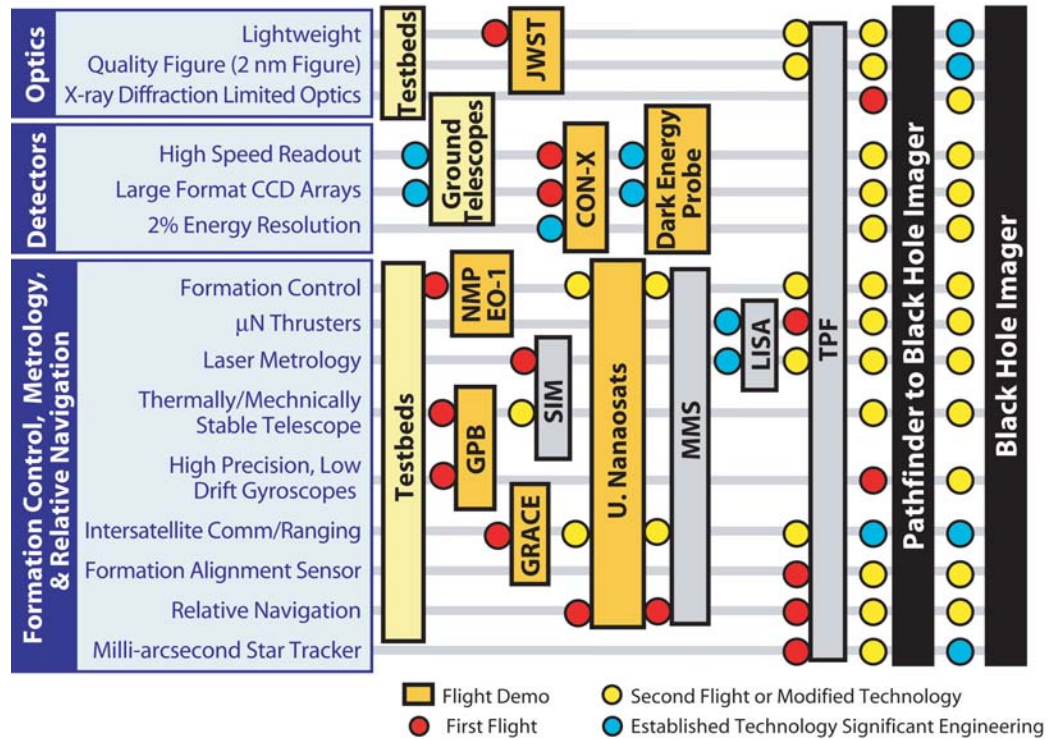 Optics
Lightweight
Quality Figure (2 nm Figure)
X-ray Diffraction Limited Optics
Detectors
High Speed Readout
Large Format CCD Arrays
2% Energy Resolution
Formation Control, Metrology,
& Relative Navigation
Formation Control
µN Thrusters
Laser Metrology
Thermally/Mechnically
Stable Telescope
High Precision, Low
Drift Gyroscopes
Intersatellite Comm/Ranging
Formation Alignment Sensor
Relative Navigation
Milli-arcsecond Star Tracker
Testbeds
Ground
Telescopes
JWST
CON-X
Dark Energy
Probe
Testbeds
NMP
EO-1
GPB
GRACE
SIM
U. Nanaosats
MMS
LISA
TPF
Pathfinder to Black Hole Imager
Black Hole Imager
Flight Demo
First Flight
Second Flight or Modified Technology
Established Technology Significant Engineering